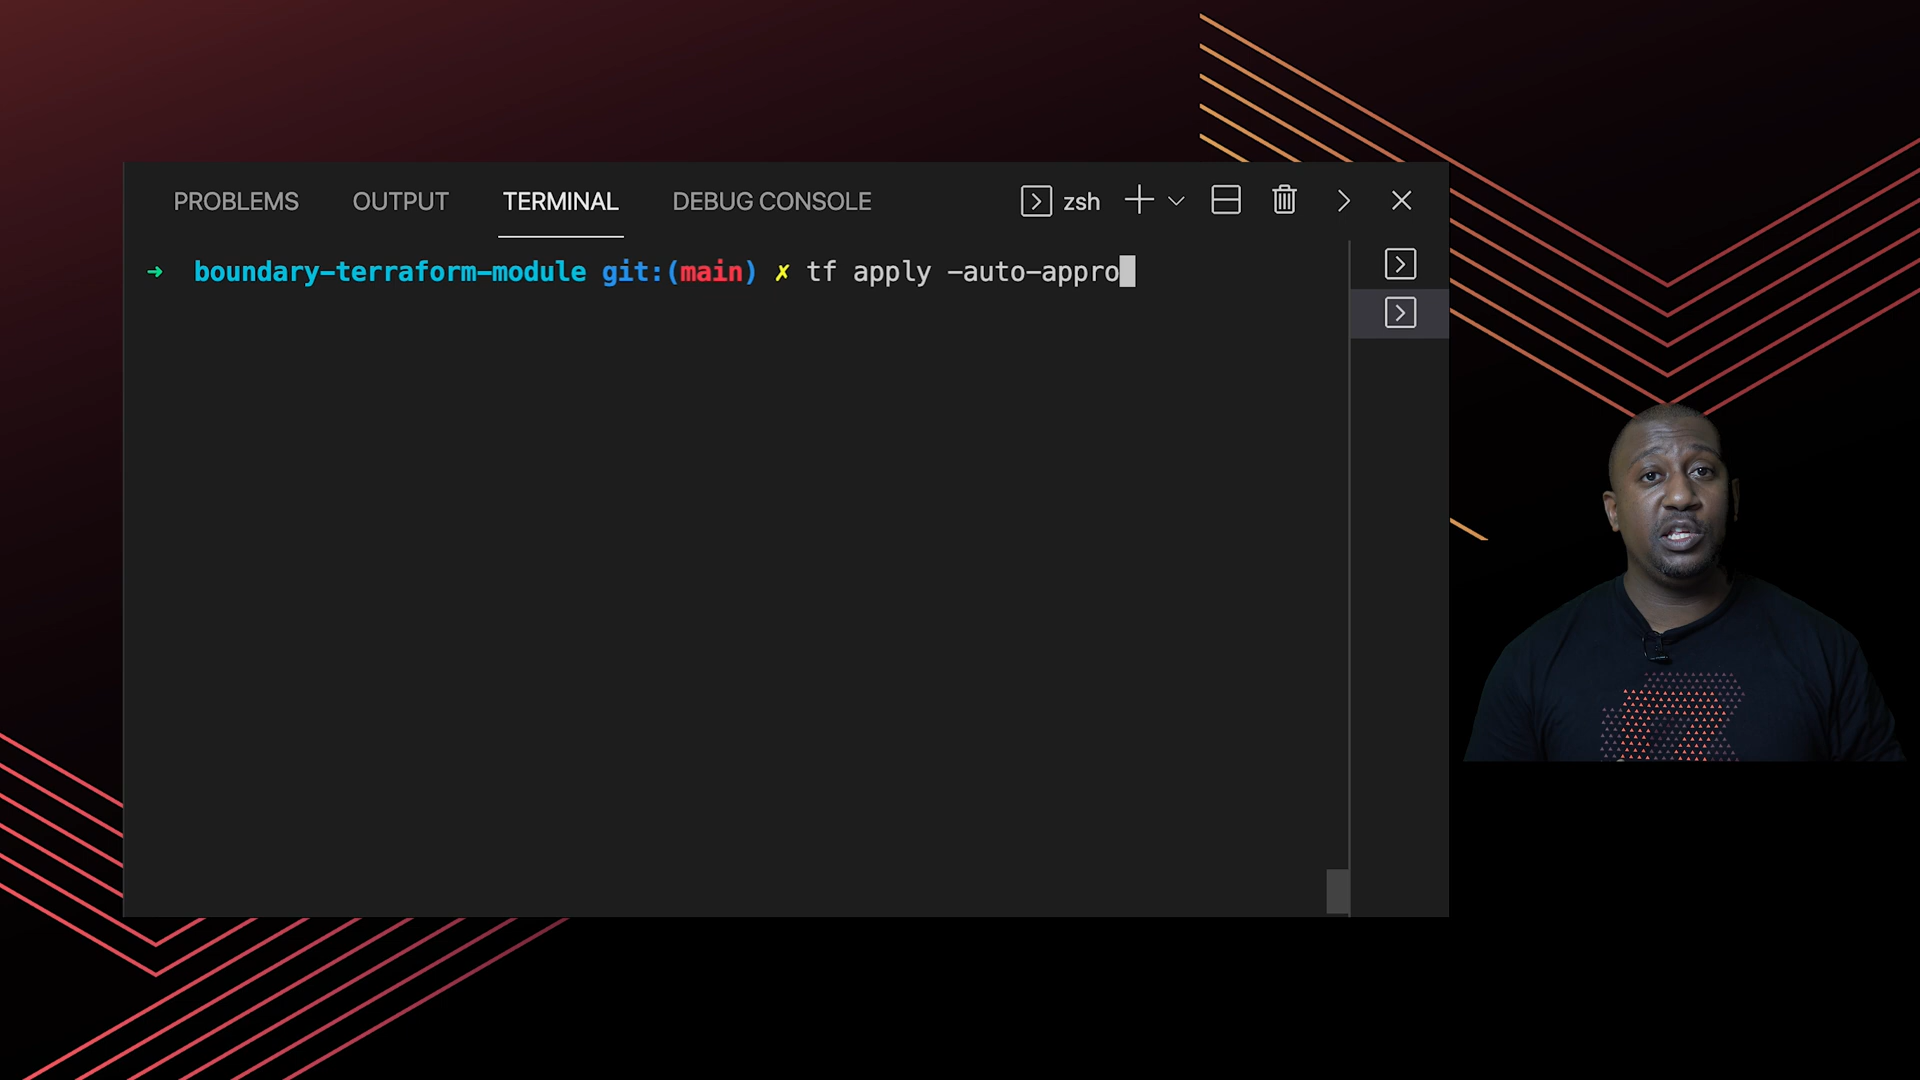 PROBLEMS OUTPUT TERMINAL DEBUG CONSOLE zsh
➜ boundary-terraform-module git:(main) ✗ tf apply -auto-appro